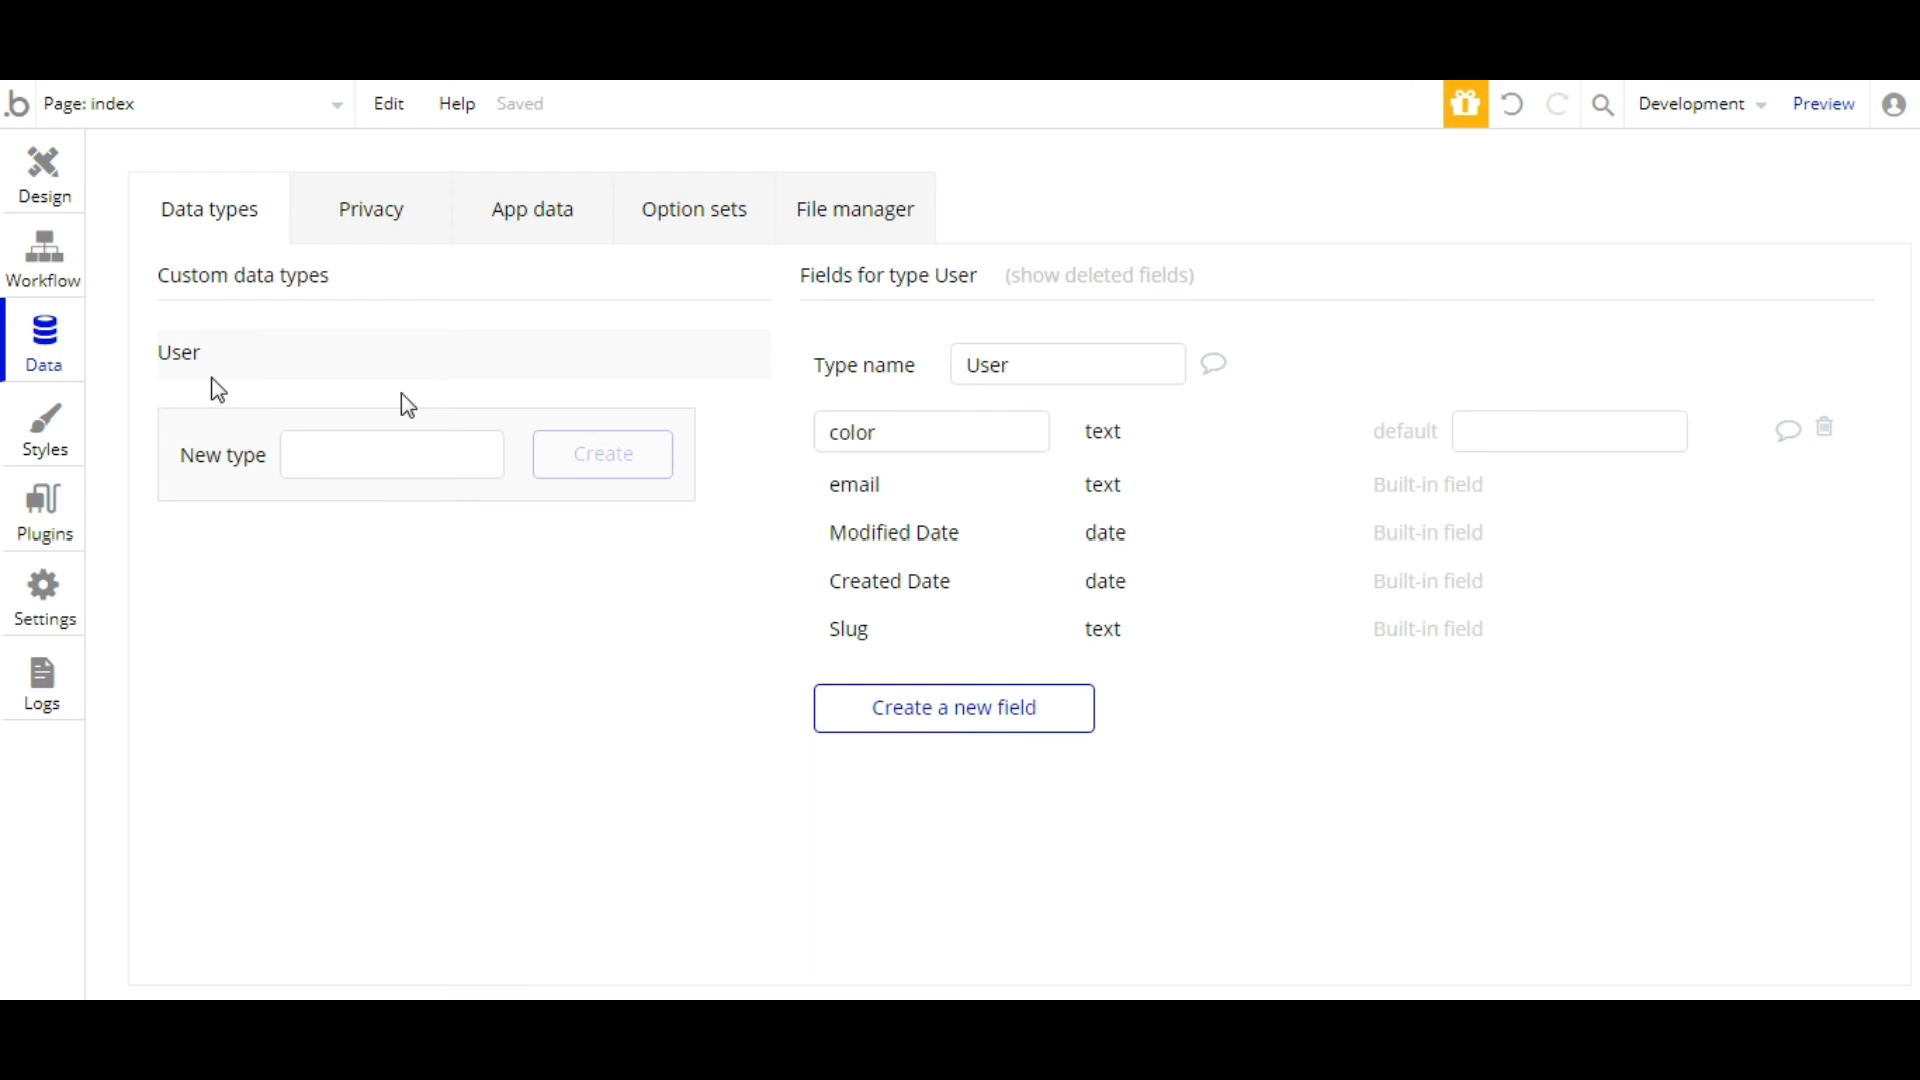 .b Page: index Edit Help Saved Development Preview
Design
Workflow
Data
Styles
Plugins
Settings
Logs
Data types Privacy App data Option sets File manager
Custom data types
User
New type Create
Fields for type User (show deleted fields)
Type name User
color text default
email text Built-in field
Modified Date date Built-in field
Created Date date Built-in field
Slug text Built-in field
Create a new field